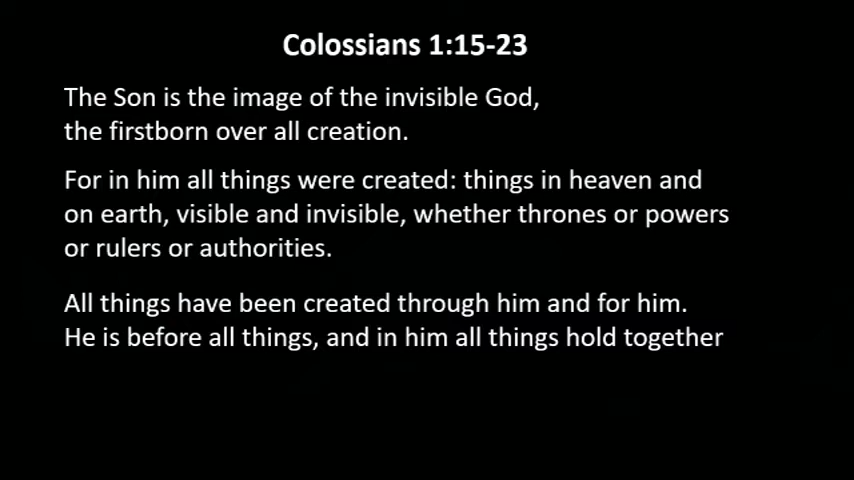 Colossians 1:15-23
The Son is the image of the invisible God,
the firstborn over all creation.
For in him all things were created: things in heaven and
on earth, visible and invisible, whether thrones or powers
or rulers or authorities.
All things have been created through him and for him.
He is before all things, and in him all things hold together